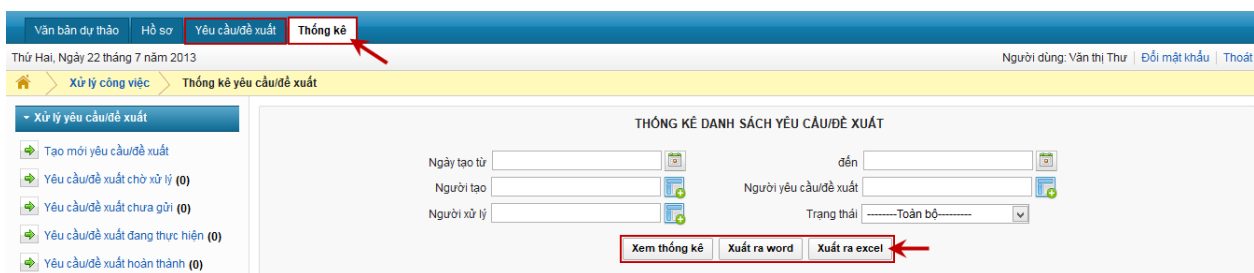 Văn bản dự thảo Hồ sơ Yêu cầu/đề xuất Thống kê
Thứ Hai, Ngày 22 tháng 7 năm 2013 Người dùng: Văn thị Thư | Đổi mật khẩu | Thoát
Xử lý công việc Thống kê yêu cầu/đề xuất
Xử lý yêu cầu/đề xuất
Tạo mới yêu cầu/đề xuất
Yêu cầu/đề xuất chờ xử lý (0)
Yêu cầu/đề xuất chưa gửi (0)
Yêu cầu/đề xuất đang thực hiện (0)
Yêu cầu/đề xuất hoàn thành (0)
THỐNG KÊ DANH SÁCH YÊU CẦU/ĐỀ XUẤT
Ngày tạo từ đến
Người tạo Người yêu cầu/đề xuất
Người xử lý Trạng thái --------Toàn bộ---------
Xem thống kê Xuất ra word Xuất ra excel